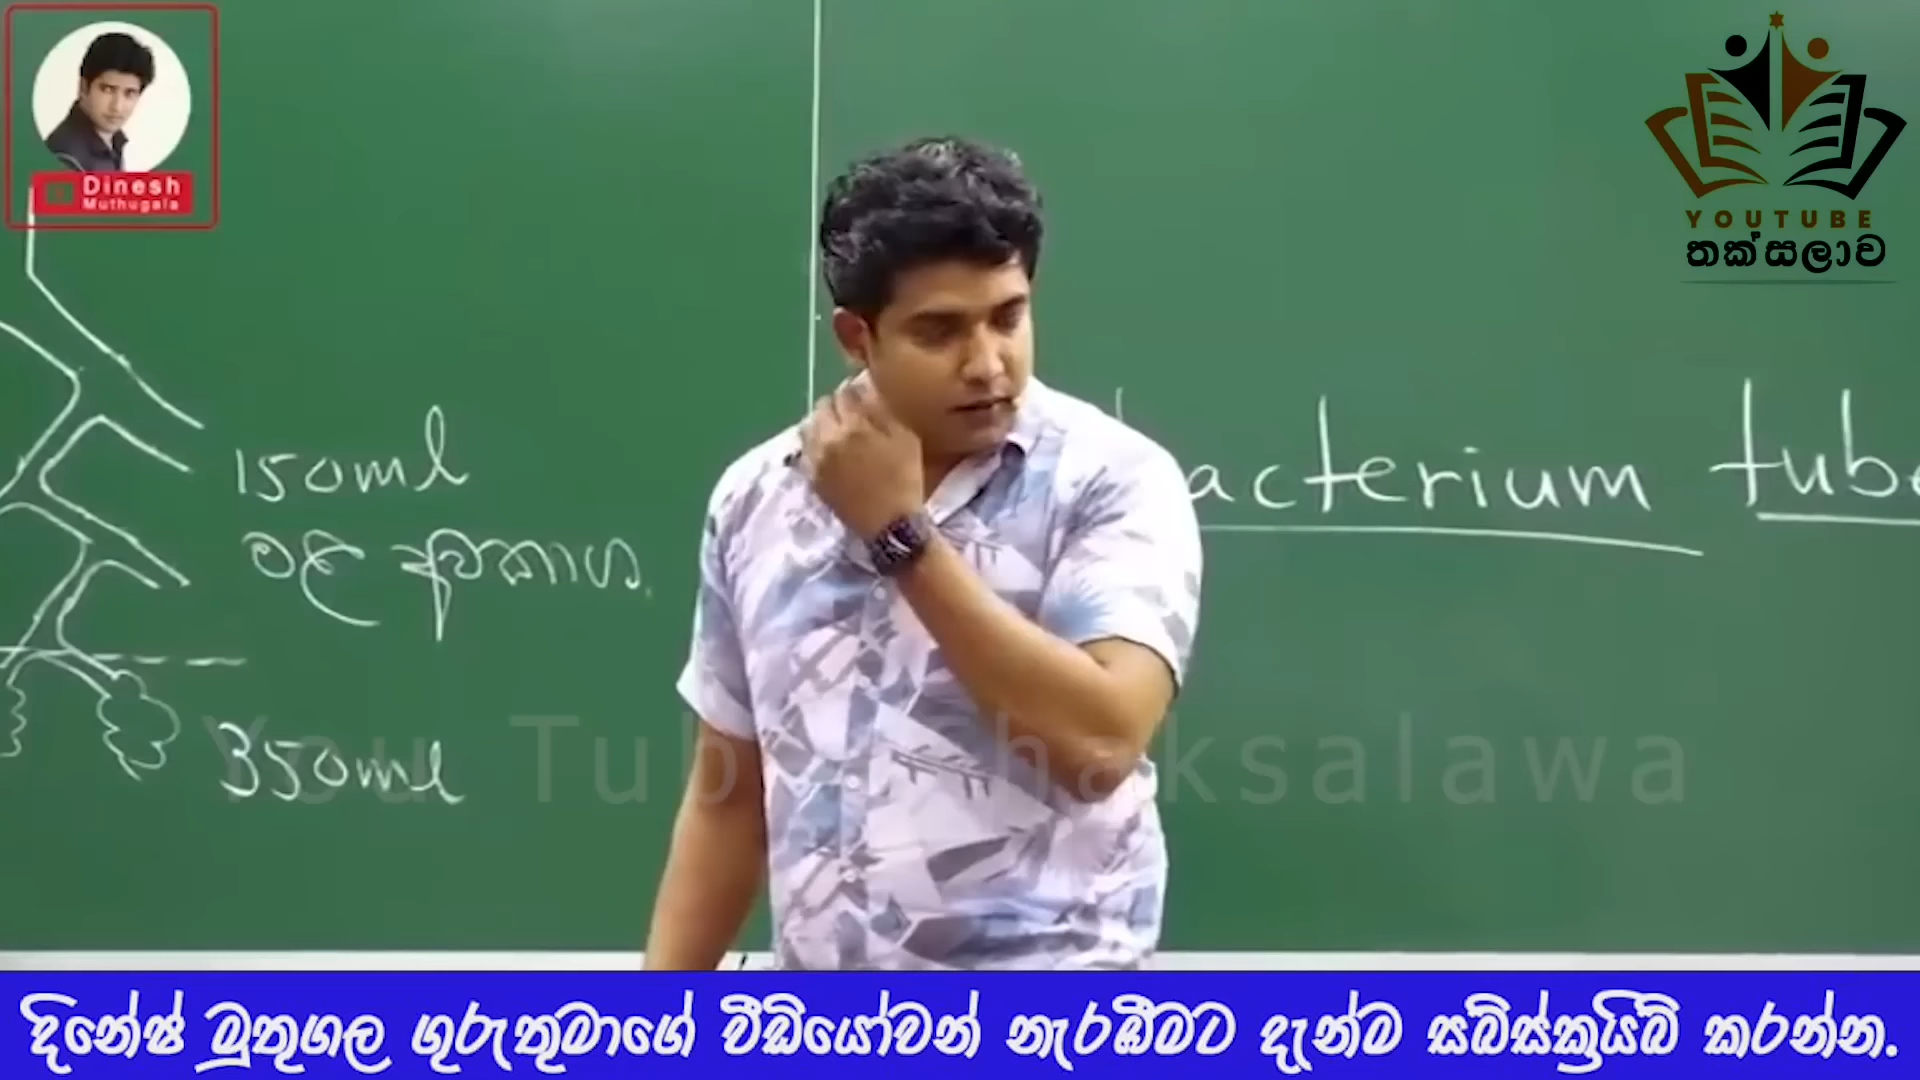 Dinesh
Muthugala
YOUTUBE
තක්සලාව
150ml
මළ අවකාශ.
350ml
acterium tube
You Tube Thaksalawa
දිනේෂ් මුතුගල ගුරුතුමාගේ වීඩියෝවන් නැරඹීමට දැන්ම සබ්ස්ක්‍රයිබ් කරන්න.